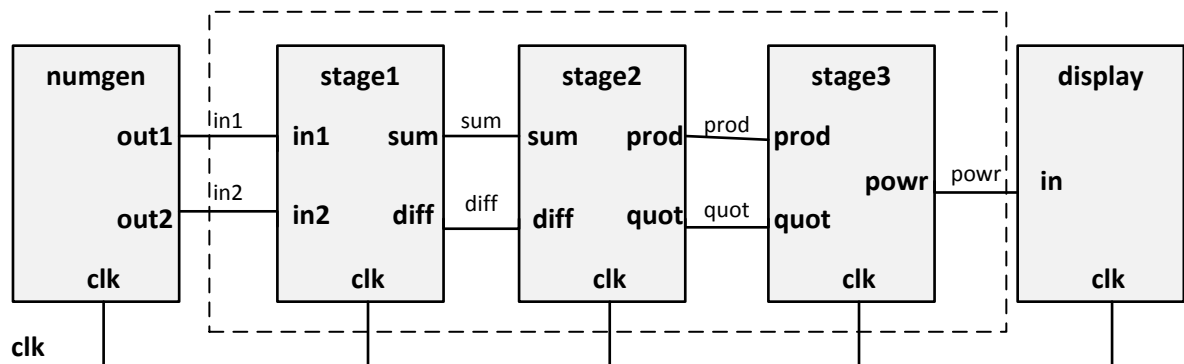 numgen stage1 stage2 stage3 display
in1 sum prod
out1 in1 sum sum prod prod
powr powr in
in2 diff quot
out2 in2 diff diff quot quot
clk clk clk clk clk
clk